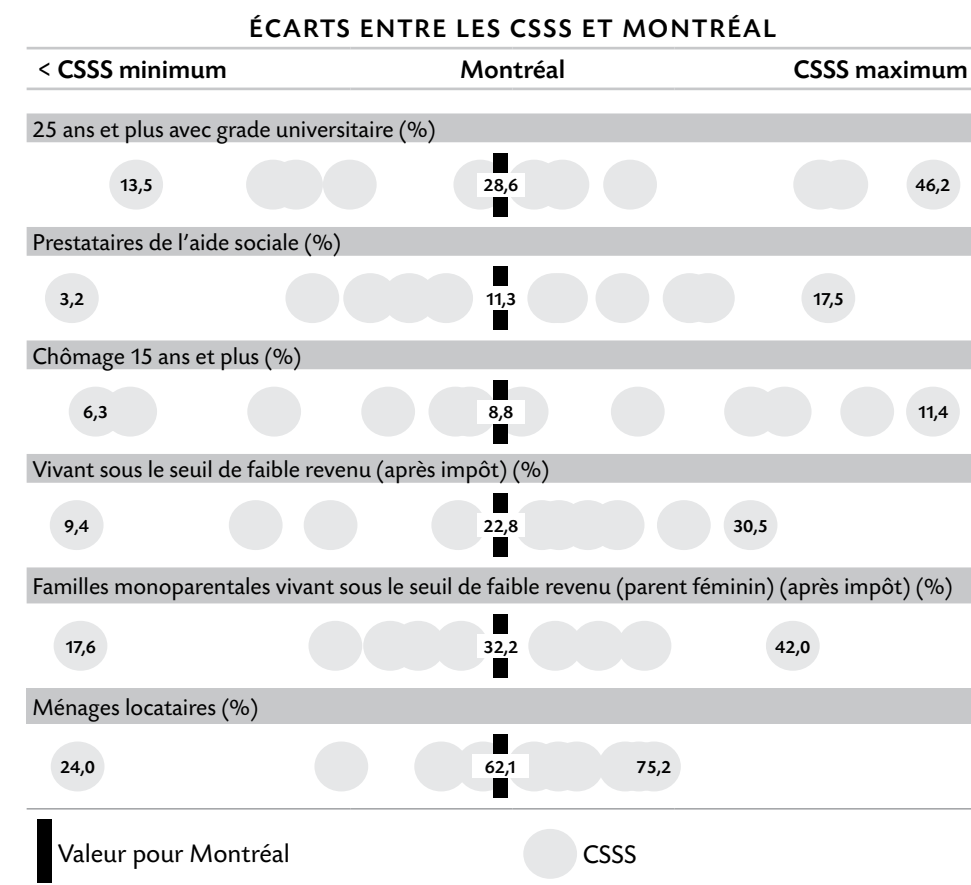 ÉCARTS ENTRE LES CSSS ET MONTRÉAL
< CSSS minimum Montréal CSSS maximum
25 ans et plus avec grade universitaire (%)
13,5 28,6 46,2
Prestataires de l'aide sociale (%)
3,2 11,3 17,5
Chômage 15 ans et plus (%)
6,3 8,8 11,4
Vivant sous le seuil de faible revenu (après impôt) (%)
9,4 22,8 30,5
Familles monoparentales vivant sous le seuil de faible revenu (parent féminin) (après impôt) (%)
17,6 32,2 42,0
Ménages locataires (%)
24,0 62,1 75,2
Valeur pour Montréal CSSS